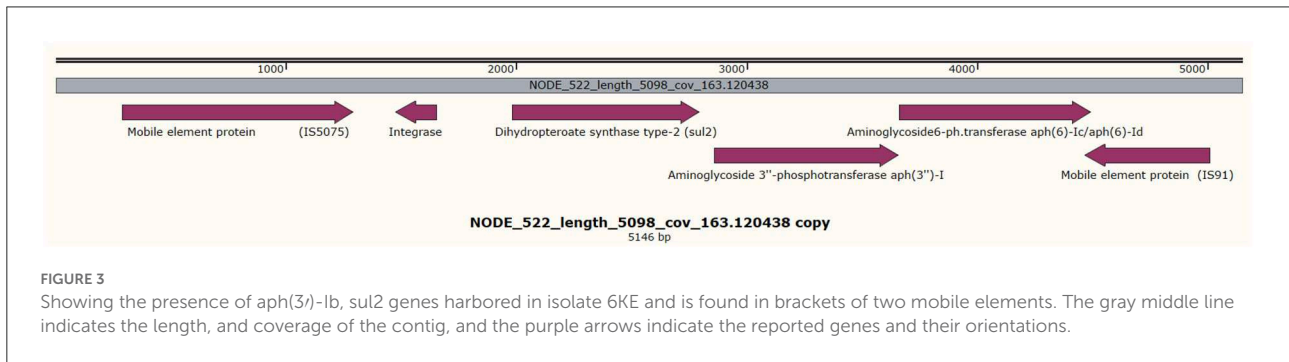 1000 2000 3000 4000 5000
NODE_522_length_5098_cov_163.120438
Mobile element protein (IS5075) Integrase Dihydropteroate synthase type-2 (sul2) Aminoglycoside6-ph.transferase aph(6)-Ic/aph(6)-Id
Aminoglycoside 3"-phosphotransferase aph(3")-I Mobile element protein (IS91)
NODE_522_length_5098_cov_163.120438 copy
5146 bp
FIGURE 3
Showing the presence of aph(3′)-Ib, sul2 genes harbored in isolate 6KE and is found in brackets of two mobile elements. The gray middle line
indicates the length, and coverage of the contig, and the purple arrows indicate the reported genes and their orientations.